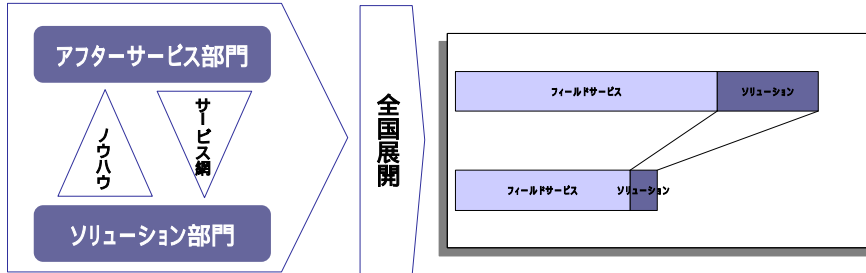 アフターサービス部門
ノウハウ
サービス網
ソリューション部門
全国展開
フィールドサービス
ソリューション
フィールドサービス
ソリューション